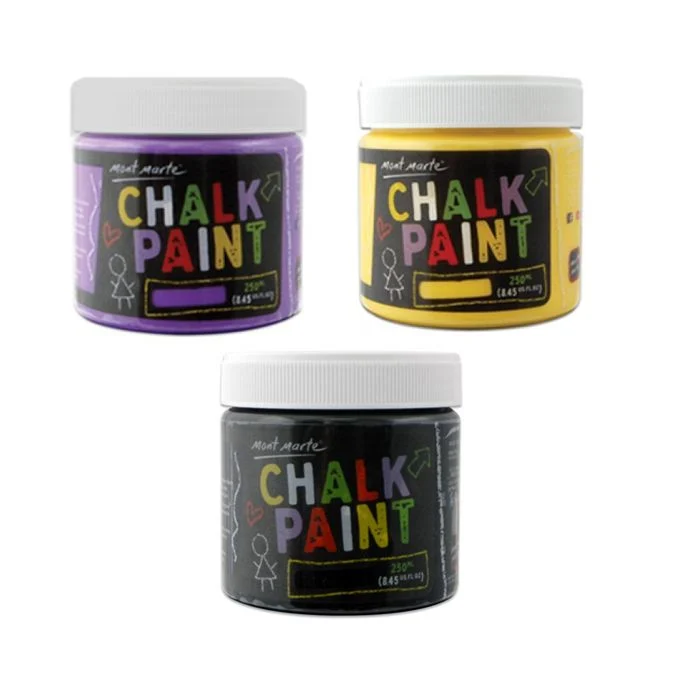 Mont Marte
CHALK
PAINT
250ML
(8.45 US FL OZ)
Mont Marte
CHALK
PAINT
250ML
(8.45 US FL OZ)
Mont Marte
CHALK
PAINT
250ML
(8.45 US FL OZ)